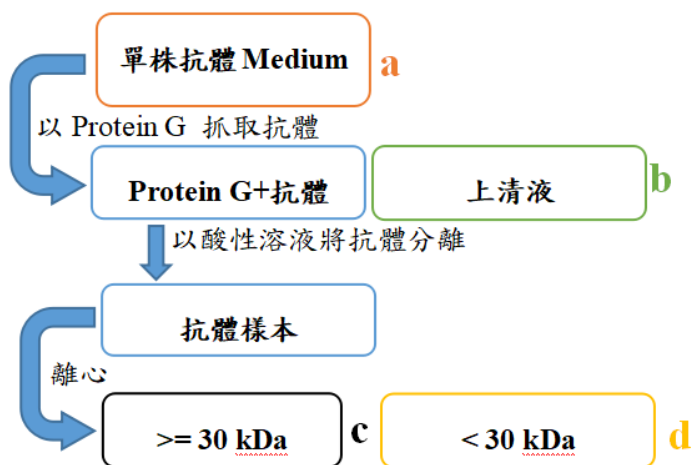 單株抗體 Medium
a
以 Protein G 抓取抗體
Protein G+抗體
上清液
b
以酸性溶液將抗體分離
抗體樣本
離心
>= 30 kDa
c
< 30 kDa
d